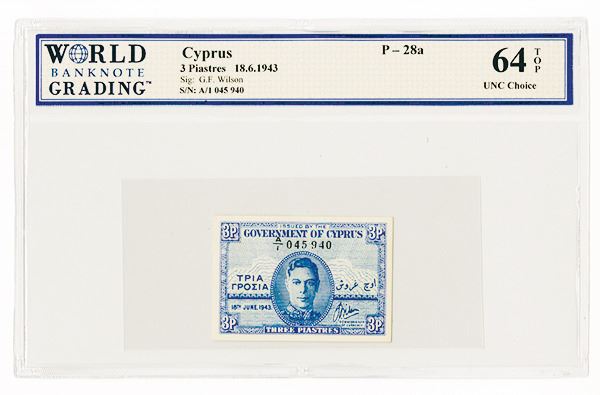 WORLD
BANKNOTE
GRADING™
Cyprus
3 Piastres 18.6.1943
Sig: G.F. Wilson
S/N: A/1 045 940
P – 28a
64 TOP
UNC Choice
3P
ISSUED BY THE
3P
GOVERNMENT OF CYPRUS
A/1 045940
ΤΡΙΑ
ΓΡΟΣΙΑ
اوچ غروش
18TH JUNE, 1943.
3P
THREE PIASTRES
3P